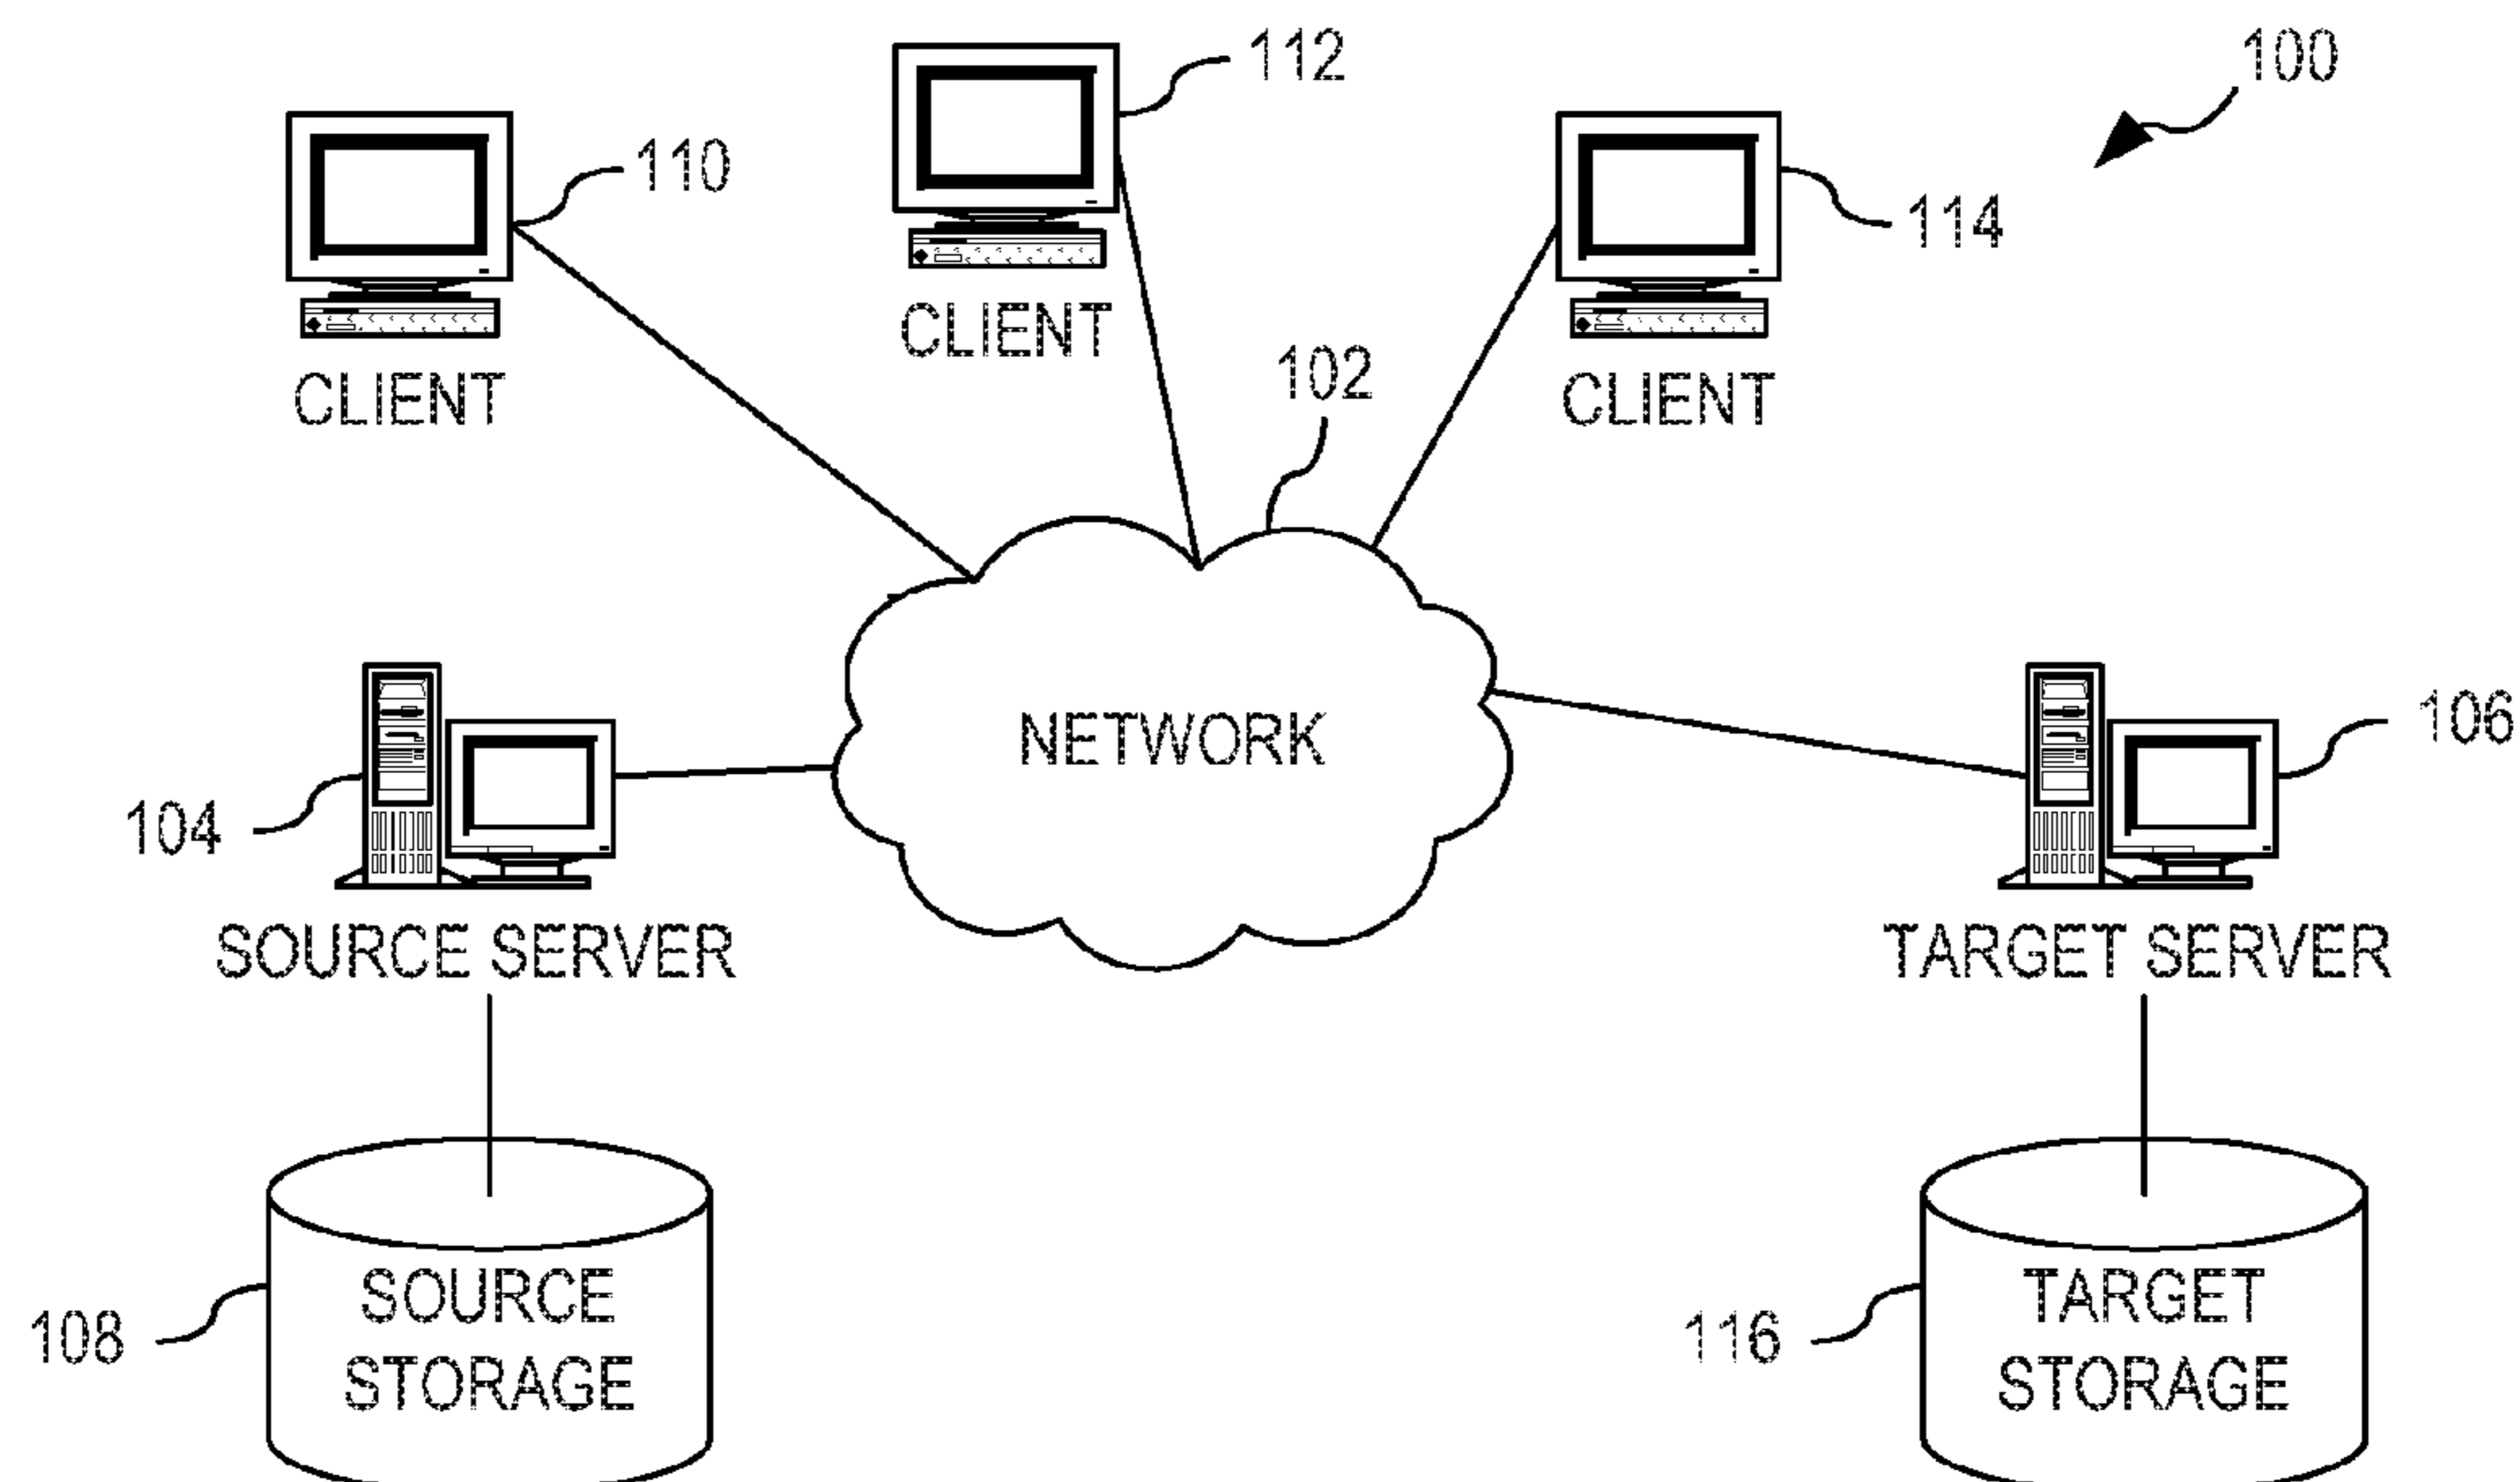 112
100
110
114
CLIENT
102
CLIENT
CLIENT
NETWORK
106
104
SOURCE SERVER
TARGET SERVER
108
SOURCE
STORAGE
116
TARGET
STORAGE